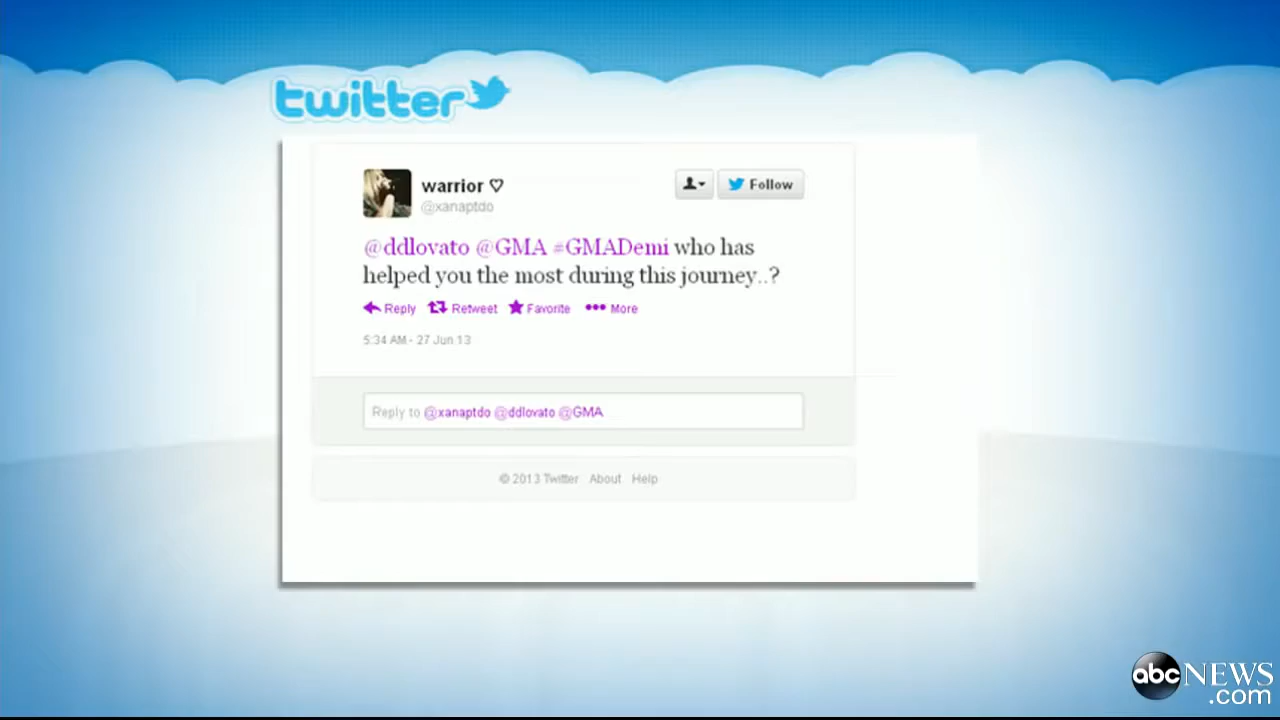 twitter
warrior ♡
@xanaptdo
Follow
@ddlovato @GMA #GMADemi who has
helped you the most during this journey..?
Reply Retweet Favorite More
5:34 AM - 27 Jun 13
Reply to @xanaptdo @ddlovato @GMA
© 2013 Twitter About Help
abc NEWS
.com